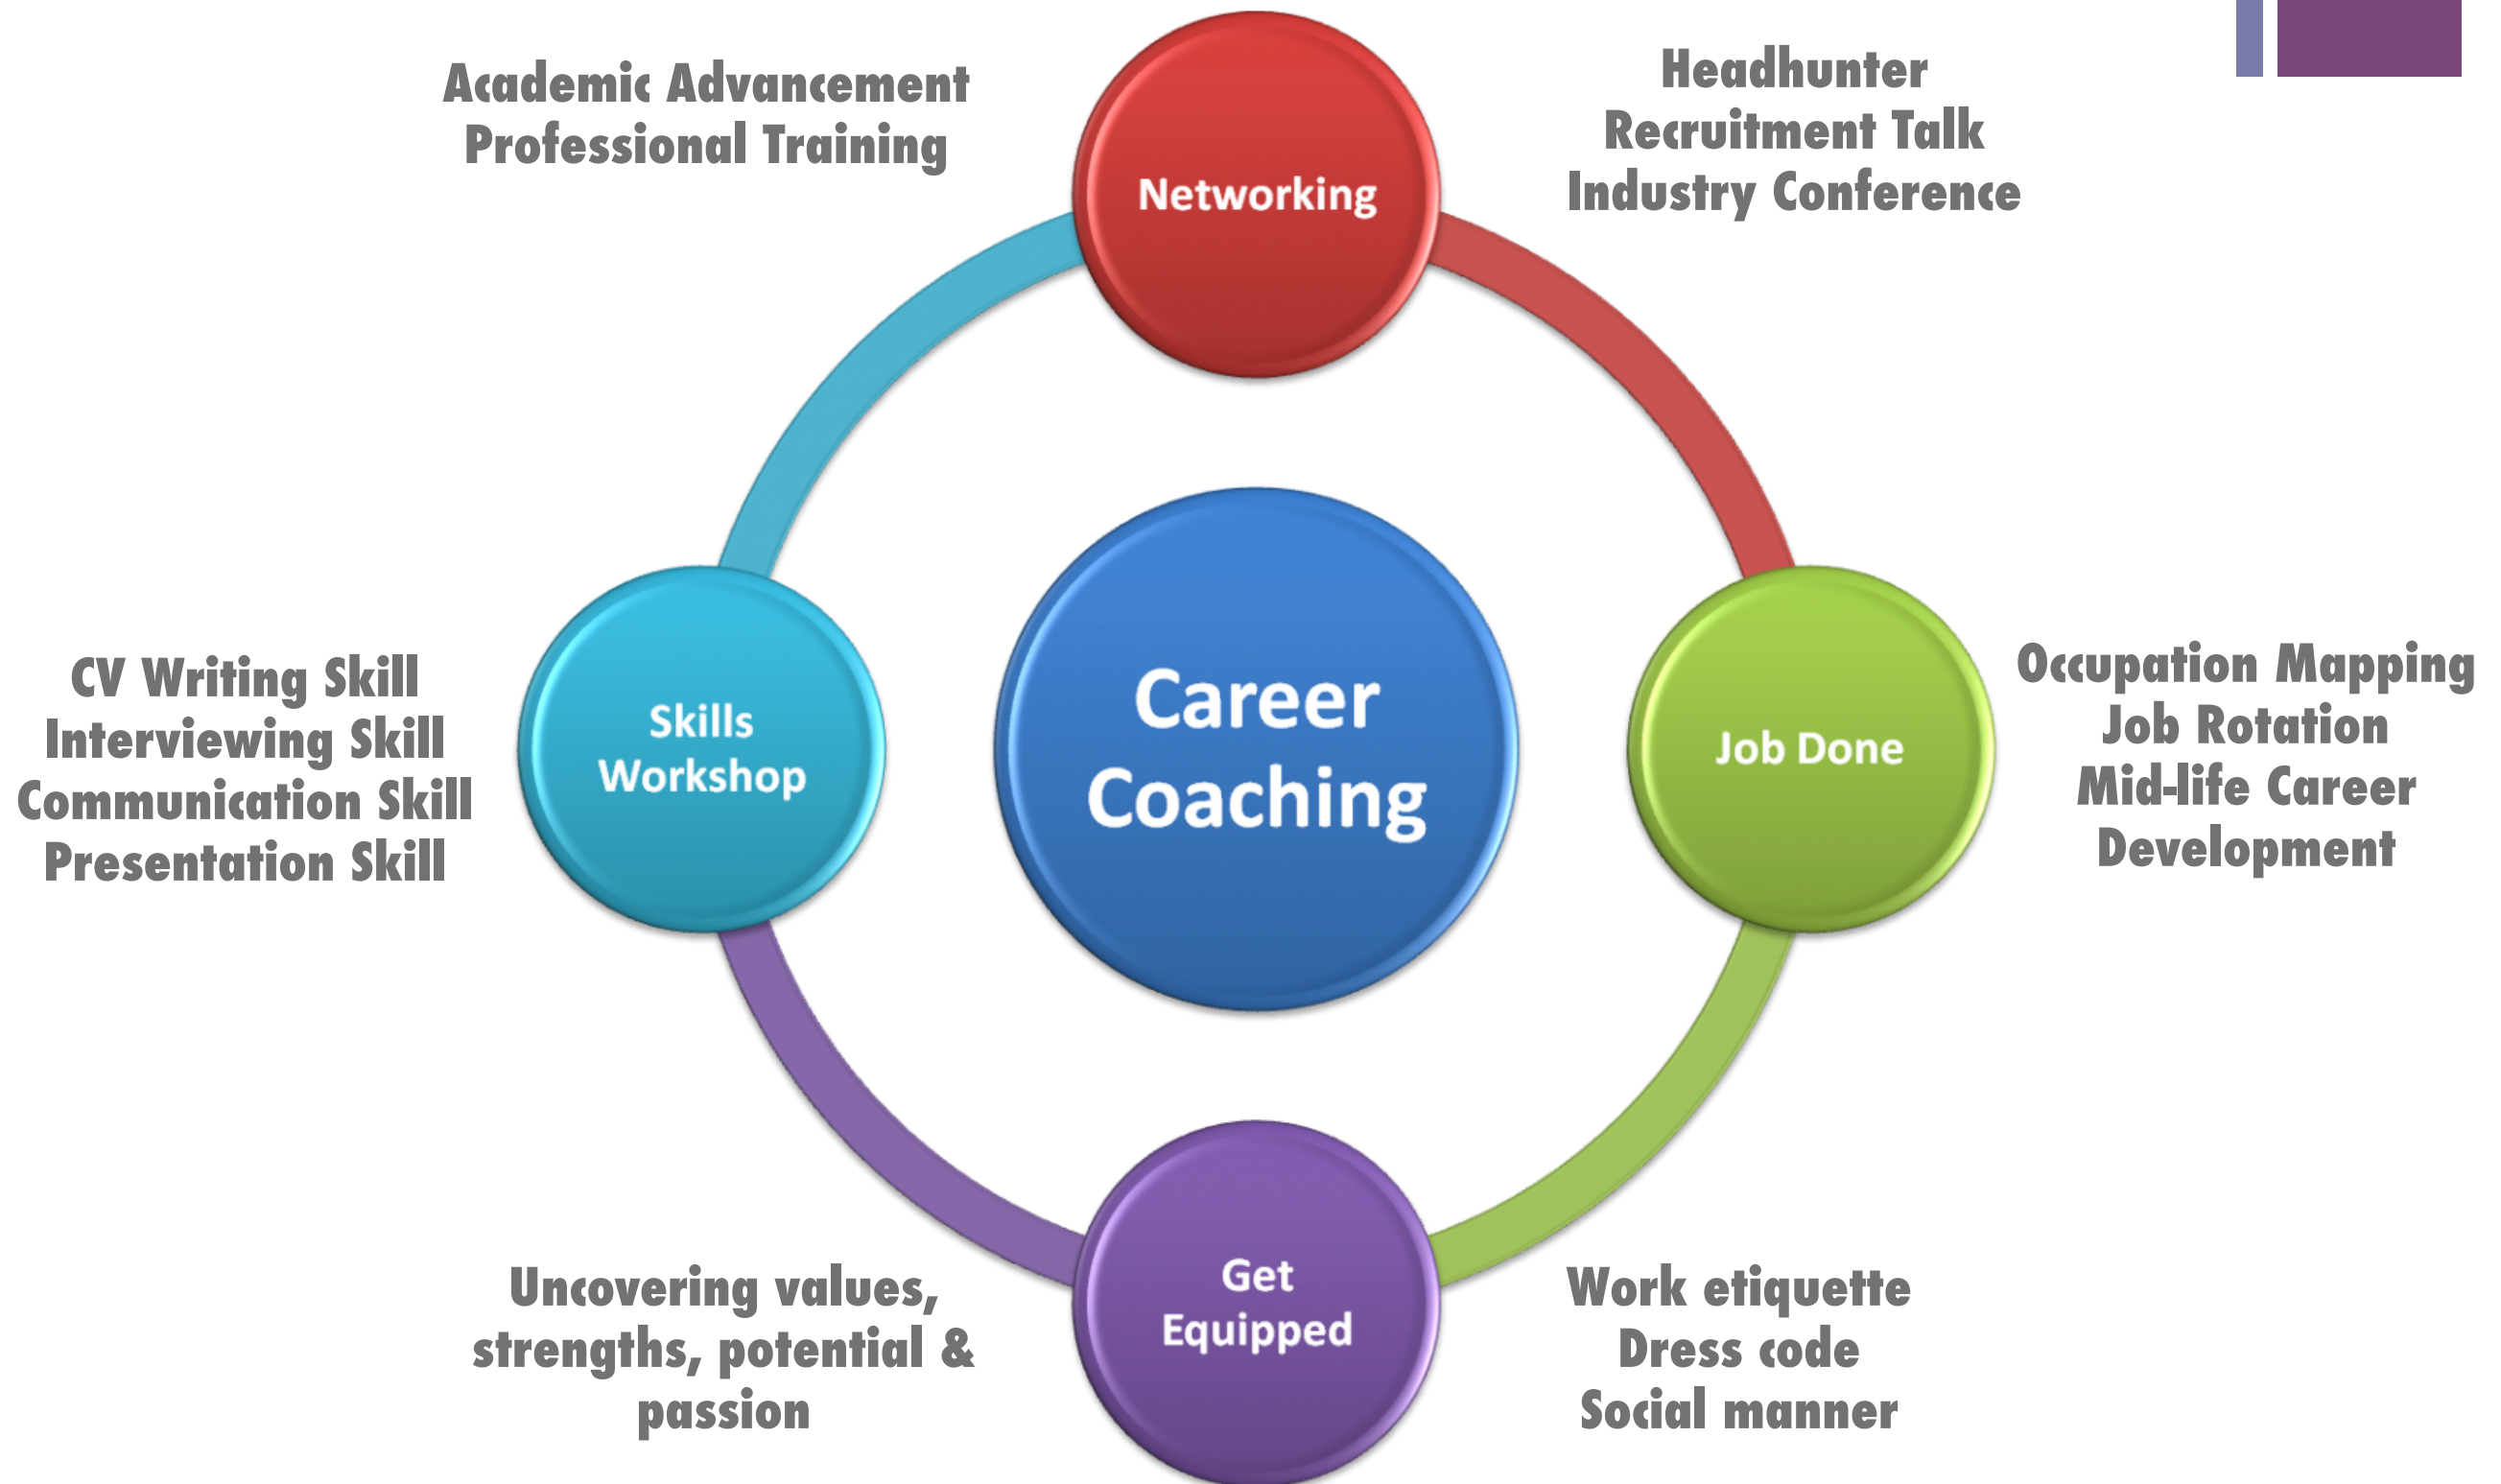 Academic Advancement
Professional Training
Networking
Headhunter
Recruitment Talk
Industry Conference
CV Writing Skill
Interviewing Skill
Communication Skill
Presentation Skill
Skills
Workshop
Career
Coaching
Job Done
Occupation Mapping
Job Rotation
Mid-life Career
Development
Uncovering values,
strengths, potential &
passion
Get
Equipped
Work etiquette
Dress code
Social manner